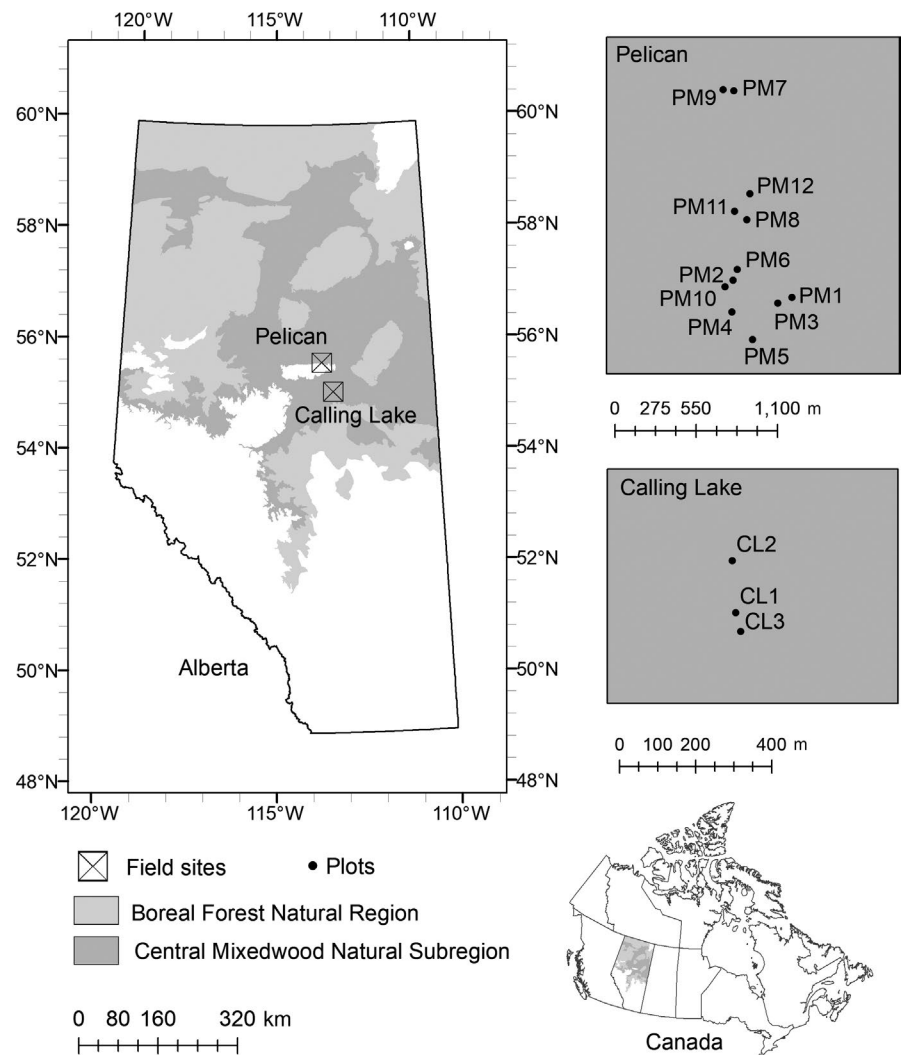 120°W 115°W 110°W
60°N 60°N
58°N 58°N
56°N 56°N
54°N 54°N
52°N 52°N
50°N 50°N
48°N 48°N
120°W 115°W 110°W
Pelican
Calling Lake
Alberta
Field sites
Plots
Boreal Forest Natural Region
Central Mixedwood Natural Subregion
0 80 160 320 km
Pelican
PM9 PM7
PM12
PM11
PM8
PM6
PM2
PM10
PM1
PM4
PM3
PM5
0 275 550 1,100 m
Calling Lake
CL2
CL1
CL3
0 100 200 400 m
Canada